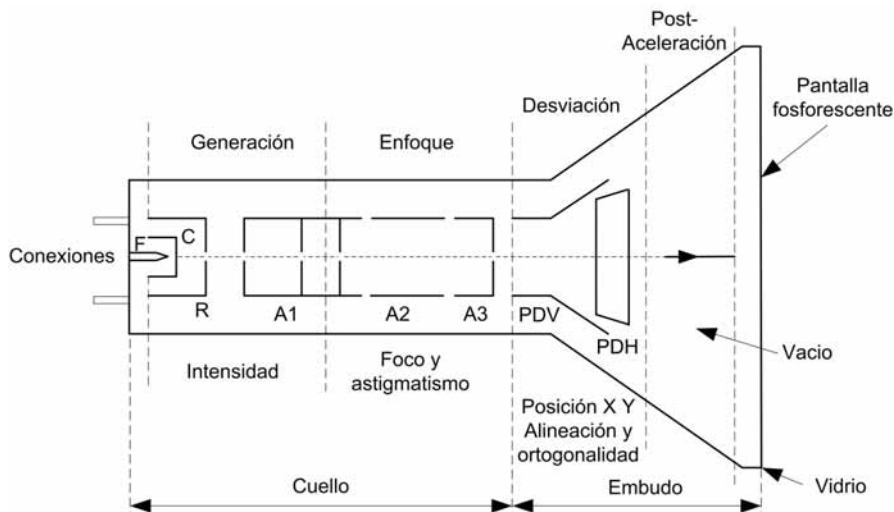 Post-
Aceleración
Desviación
Pantalla
fosforescente
Generación
Enfoque
Conexiones
F
C
R
A1
A2
A3
PDV
PDH
Vacio
Intensidad
Foco y
astigmatismo
Posición X Y
Alineación y
ortogonalidad
Cuello
Embudo
Vidrio